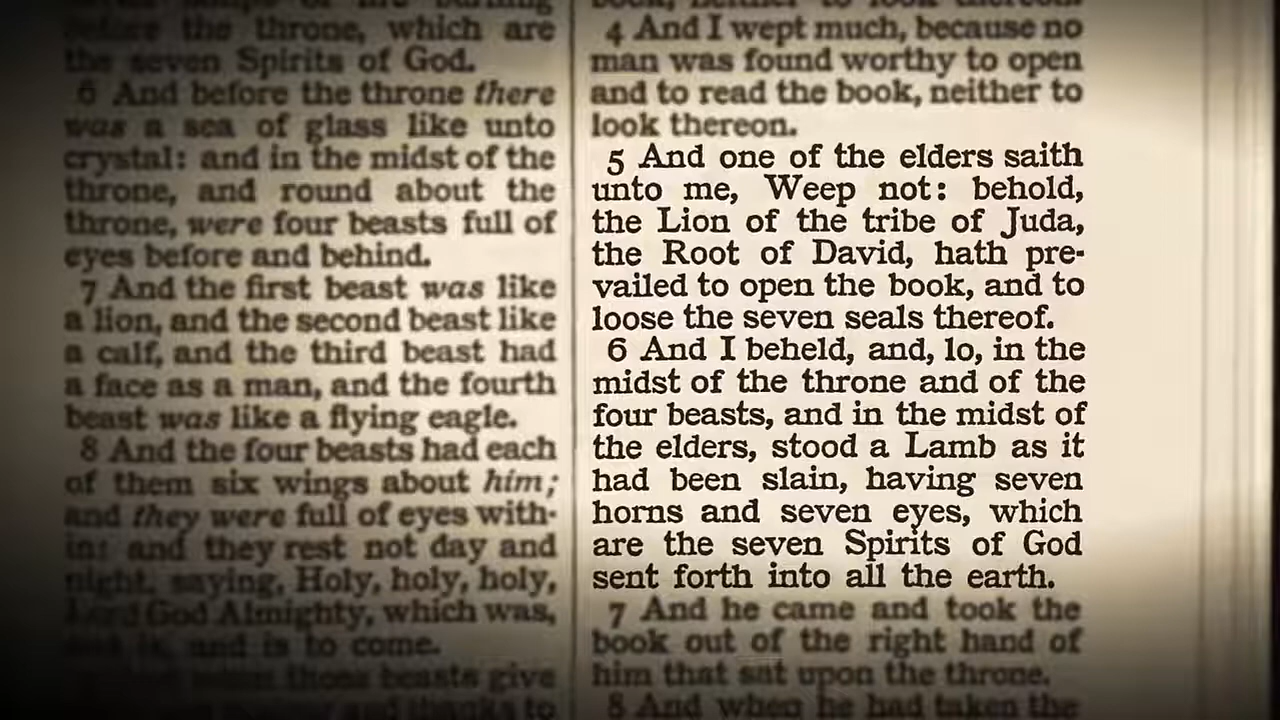 before the throne, which are
the seven Spirits of God.
6 And before the throne there
was a sea of glass like unto
crystal: and in the midst of the
throne, and round about the
throne, were four beasts full of
eyes before and behind.
7 And the first beast was like
a lion, and the second beast like
a calf, and the third beast had
a face as a man, and the fourth
beast was like a flying eagle.
8 And the four beasts had each
of them six wings about him;
and they were full of eyes with-
in: and they rest not day and
night, saying, Holy, holy, holy,
Lord God Almighty, which was,
and is, and is to come.
those beasts give
and thanks to
4 And I wept much, because no
man was found worthy to open
and to read the book, neither to
look thereon.
5 And one of the elders saith
unto me, Weep not: behold,
the Lion of the tribe of Juda,
the Root of David, hath pre-
vailed to open the book, and to
loose the seven seals thereof.
6 And I beheld, and, lo, in the
midst of the throne and of the
four beasts, and in the midst of
the elders, stood a Lamb as it
had been slain, having seven
horns and seven eyes, which
are the seven Spirits of God
sent forth into all the earth.
7 And he came and took the
book out of the right hand of
him that sat upon the throne.
8 And when he had taken the